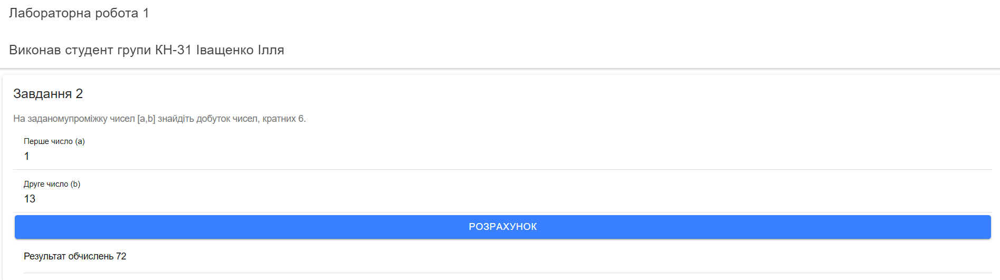 Лабораторна робота 1
Виконав студент групи КН-31 Іващенко Ілля
Завдання 2
На заданомупроміжку чисел [a,b] знайдіть добуток чисел, кратних 6.
Перше число (a)
1
Друге число (b)
13
РОЗРАХУНОК
Результат обчислень 72